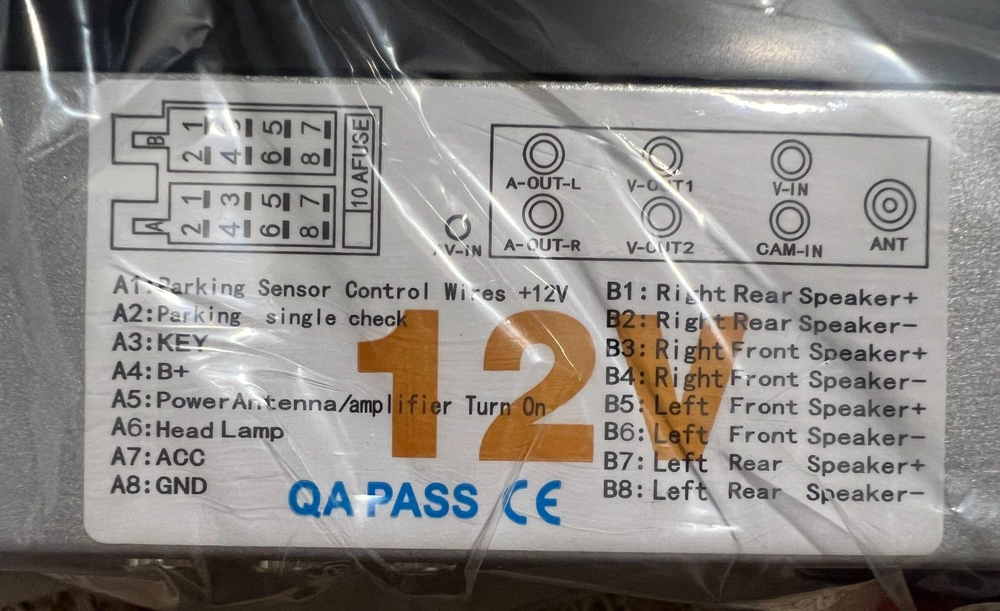 B 1 3 5 7
2 4 6 8
A 1 3 5 7
2 4 6 8
10 AFUSE
A-OUT-L V-OUT1 V-IN
AV-IN A-OUT-R V-OUT2 CAM-IN ANT
A1:Parking Sensor Control Wires +12V
A2:Parking single check
A3:KEY
A4:B+
A5:PowerAntenna/amplifier Turn On
A6:Head Lamp
A7:ACC
A8:GND
12V
QA PASS CE
B1:Right Rear Speaker+
B2:Right Rear Speaker-
B3:Right Front Speaker+
B4:Right Front Speaker-
B5:Left Front Speaker+
B6:Left Front Speaker-
B7:Left Rear Speaker+
B8:Left Rear Speaker-